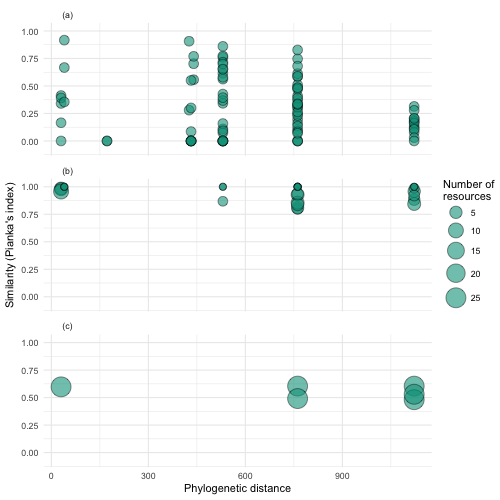 (a)
1.00
0.75
0.50
0.25
0.00
(b)
1.00
0.75
0.50
0.25
0.00
(c)
1.00
0.75
0.50
0.25
0.00
0 300 600 900
Phylogenetic distance
Similarity (Pianka's index)
Number of
resources
5
10
15
20
25